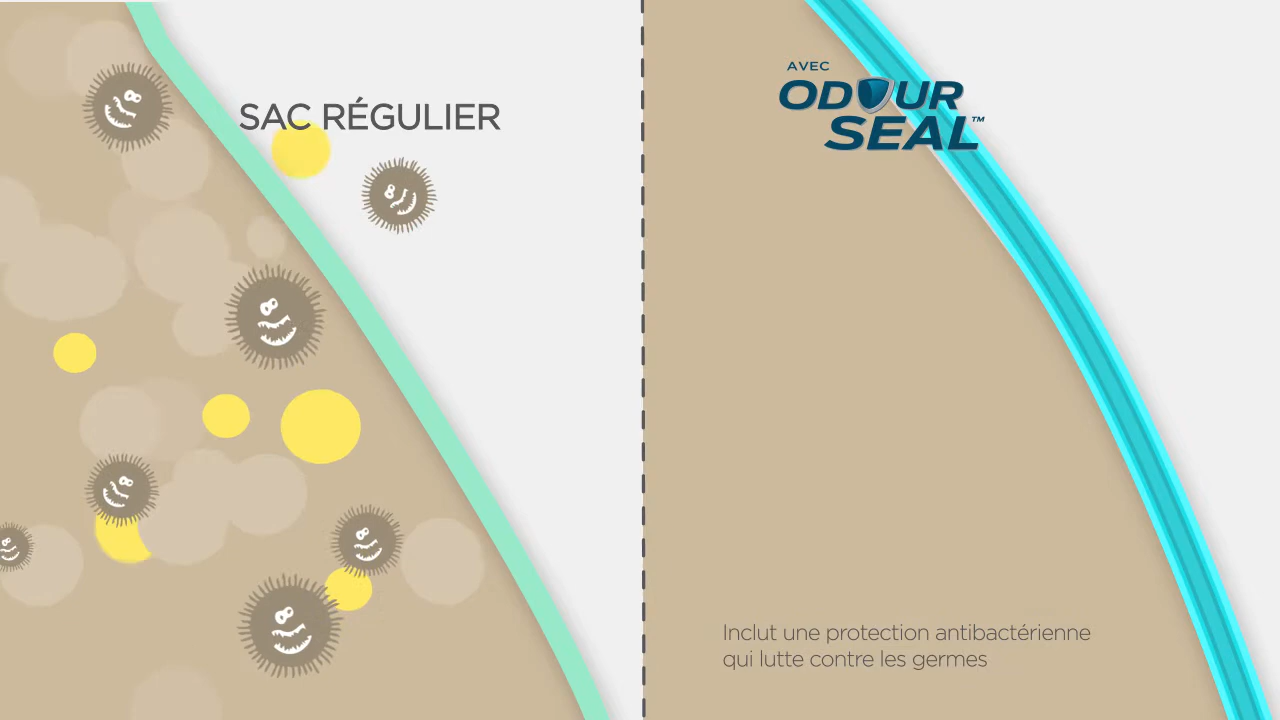 SAC RÉGULIER
AVEC
ODOUR
SEAL™
Inclut une protection antibactérienne
qui lutte contre les germes